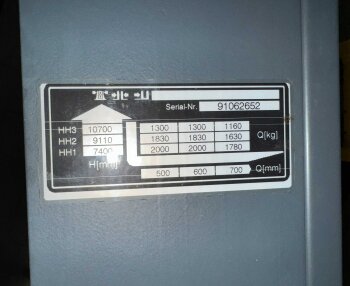 Serial-Nr. 91062652
HH3 10700 1300 1300 1160
HH2 9110 1830 1830 1630 Q[kg]
HH1 7400 2000 2000 1780
H[mm]
500 600 700 Q[mm]